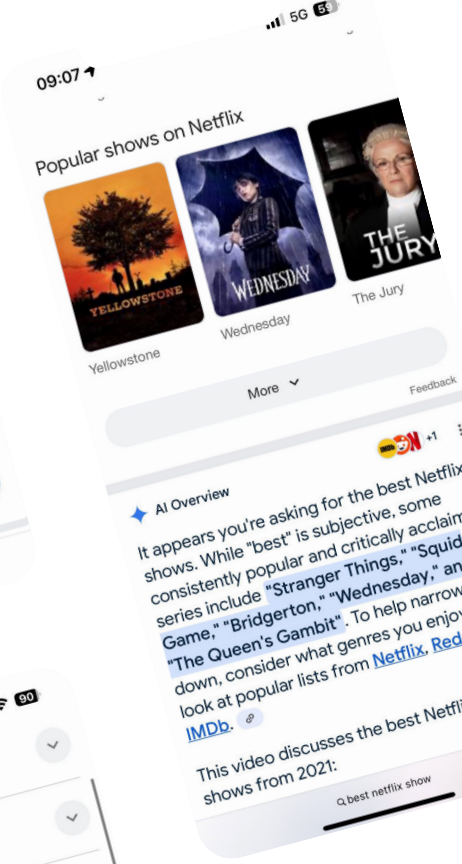 09:07
5G 59
Popular shows on Netflix
YELLOWSTONE
WEDNESDAY
THE
JURY
Yellowstone
Wednesday
The Jury
More
Feedback
IMDb N +1
AI Overview
It appears you're asking for the best Netflix
shows. While "best" is subjective, some
consistently popular and critically acclaim
series include "Stranger Things," "Squid
Game," "Bridgerton," "Wednesday," an
"The Queen's Gambit". To help narrow
down, consider what genres you enjoy
look at popular lists from Netflix, Red
IMDb.
This video discusses the best Netfli
shows from 2021:
best netflix show
90